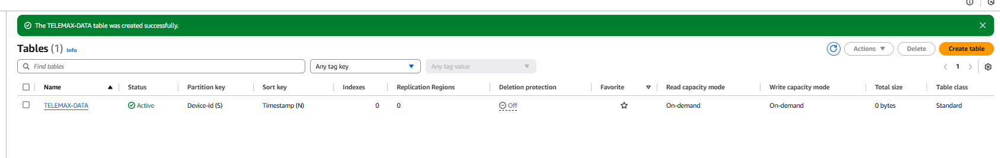 The TELEMAX-DATA table was created successfully.
Tables (1) Info
Actions
Delete
Create table
Find tables
Any tag key
Any tag value
1
Name Status Partition key Sort key Indexes Replication Regions Deletion protection Favorite Read capacity mode Write capacity mode Total size Table class
TELEMAX-DATA Active Device-id (S) Timestamp (N) 0 0 Off On-demand On-demand 0 bytes Standard